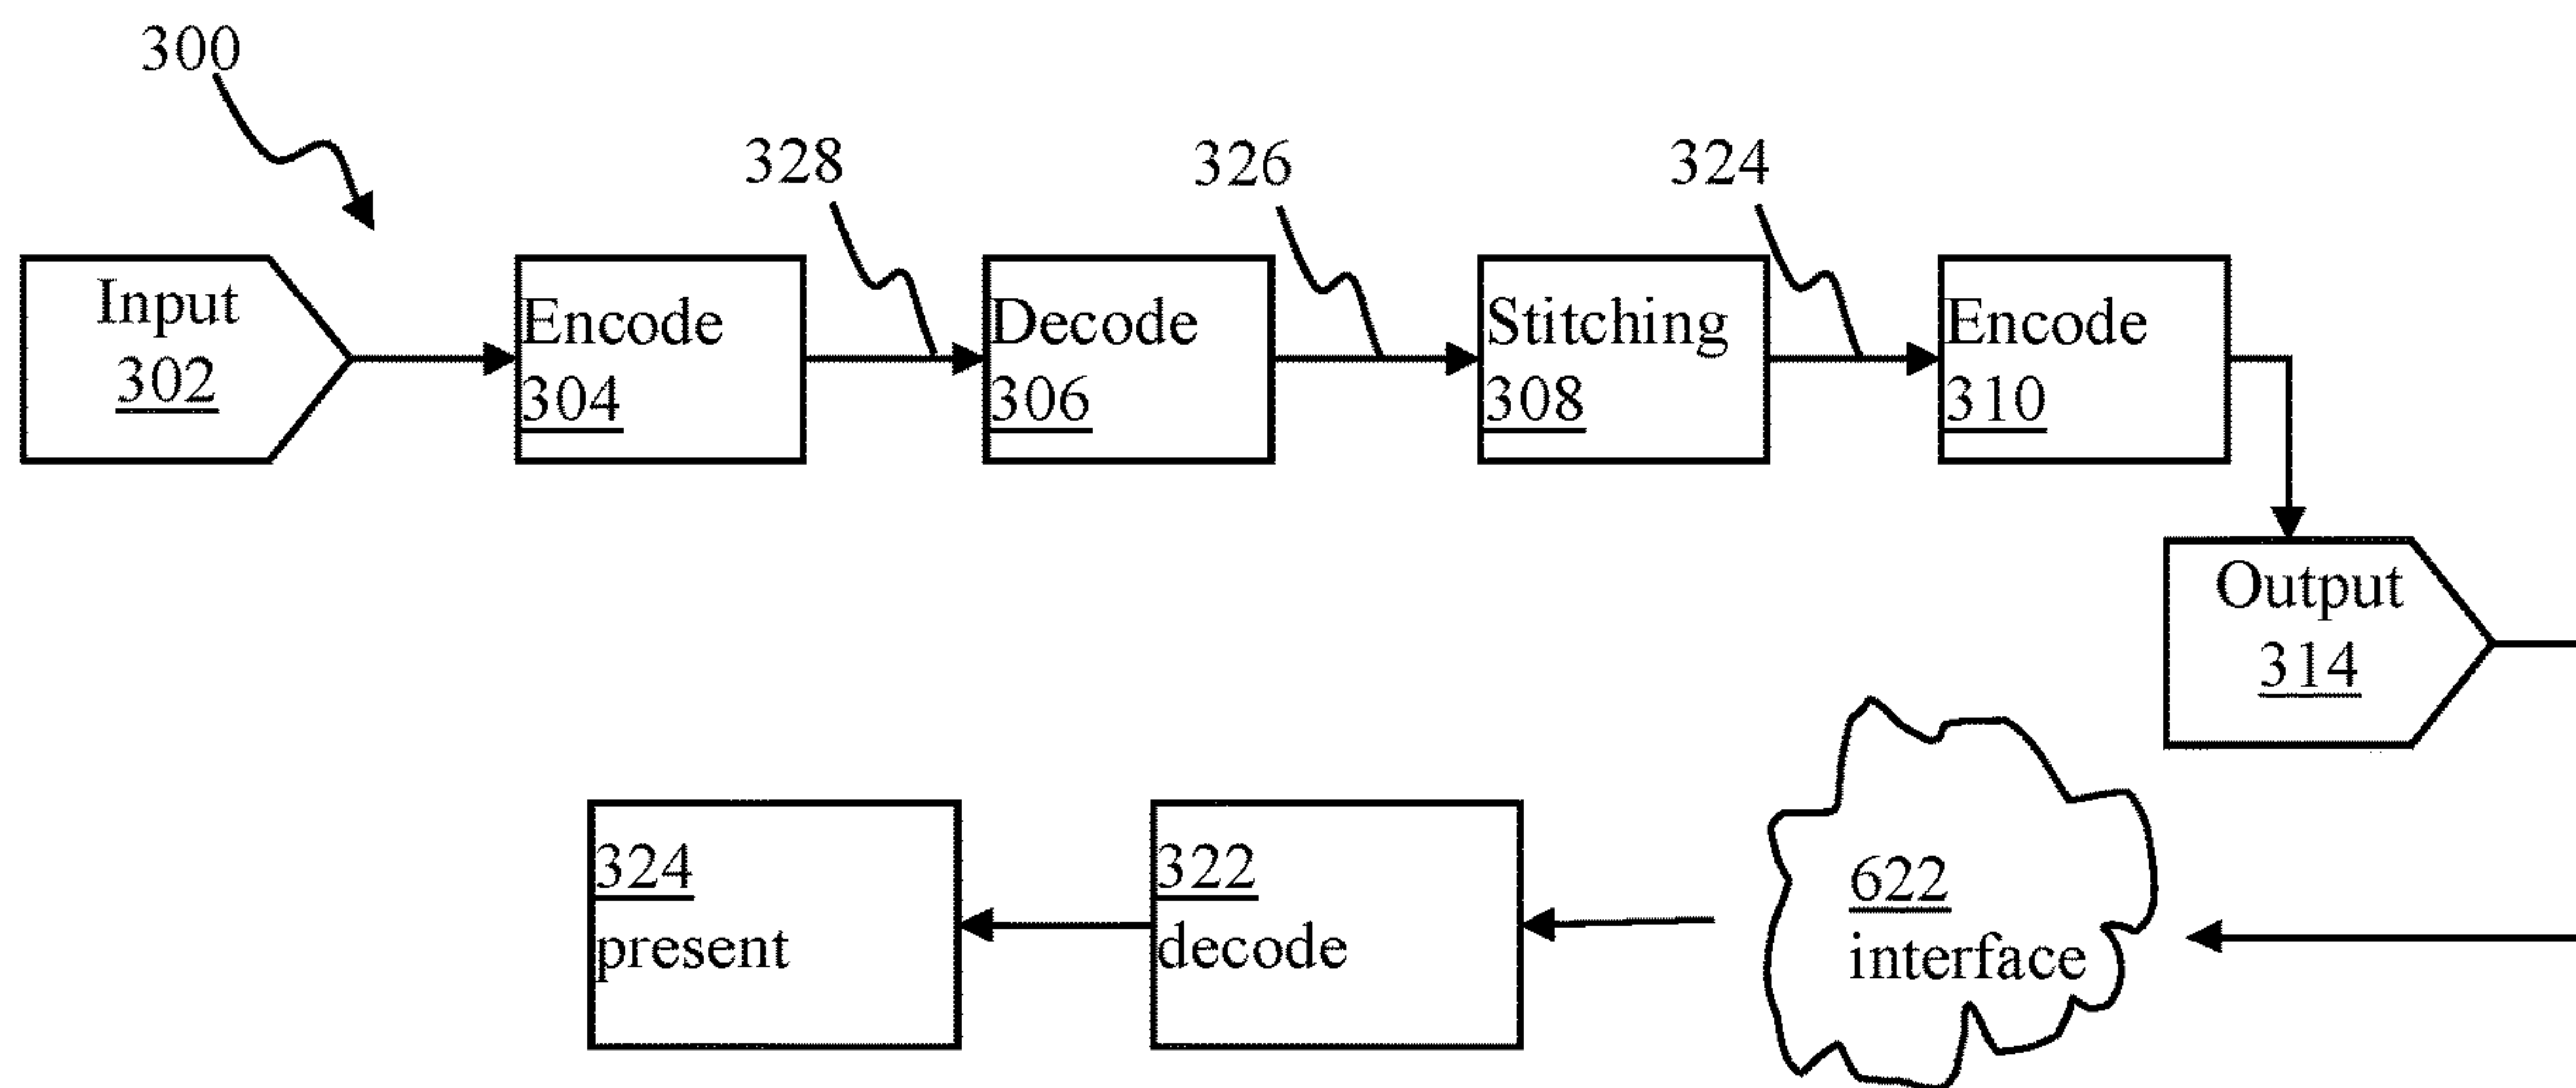 300
328
326
324
Input
302
Encode
304
Decode
306
Stitching
308
Encode
310
Output
314
324
present
322
decode
622
interface